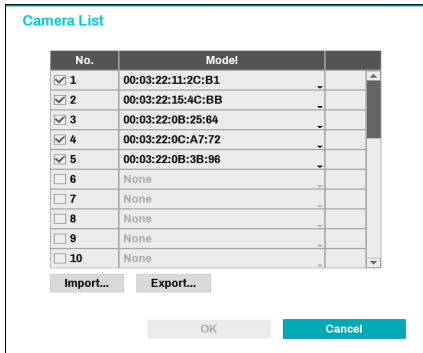 Camera List
No. Model
1 00:03:22:11:2C:B1
2 00:03:22:15:4C:BB
3 00:03:22:0B:25:64
4 00:03:22:0C:A7:72
5 00:03:22:0B:3B:96
6 None
7 None
8 None
9 None
10 None
Import... Export...
OK Cancel